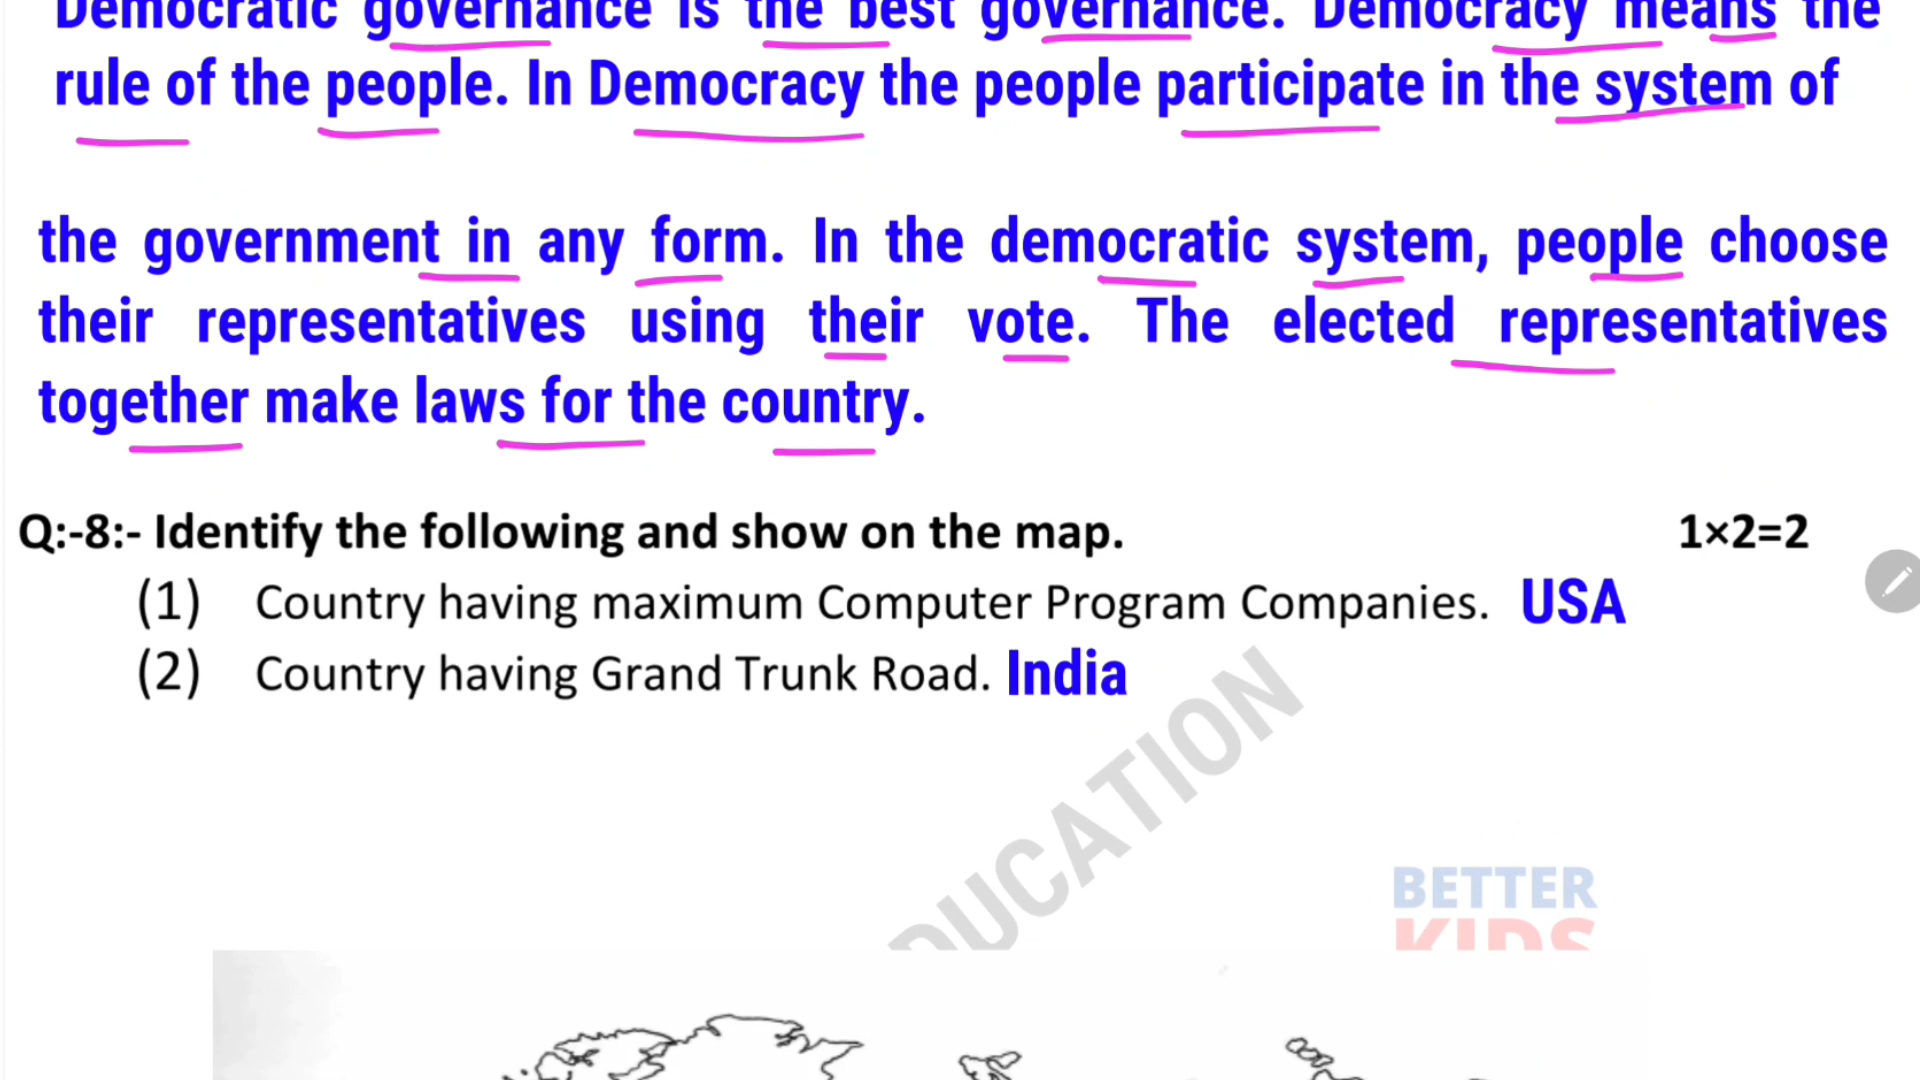 Democratic governance is the best governance. Democracy means the
rule of the people. In Democracy the people participate in the system of
the government in any form. In the democratic system, people choose
their representatives using their vote. The elected representatives
together make laws for the country.
Q:-8:- Identify the following and show on the map. 1×2=2
(1) Country having maximum Computer Program Companies. USA
(2) Country having Grand Trunk Road. India
UCATION
BETTER
KIDS